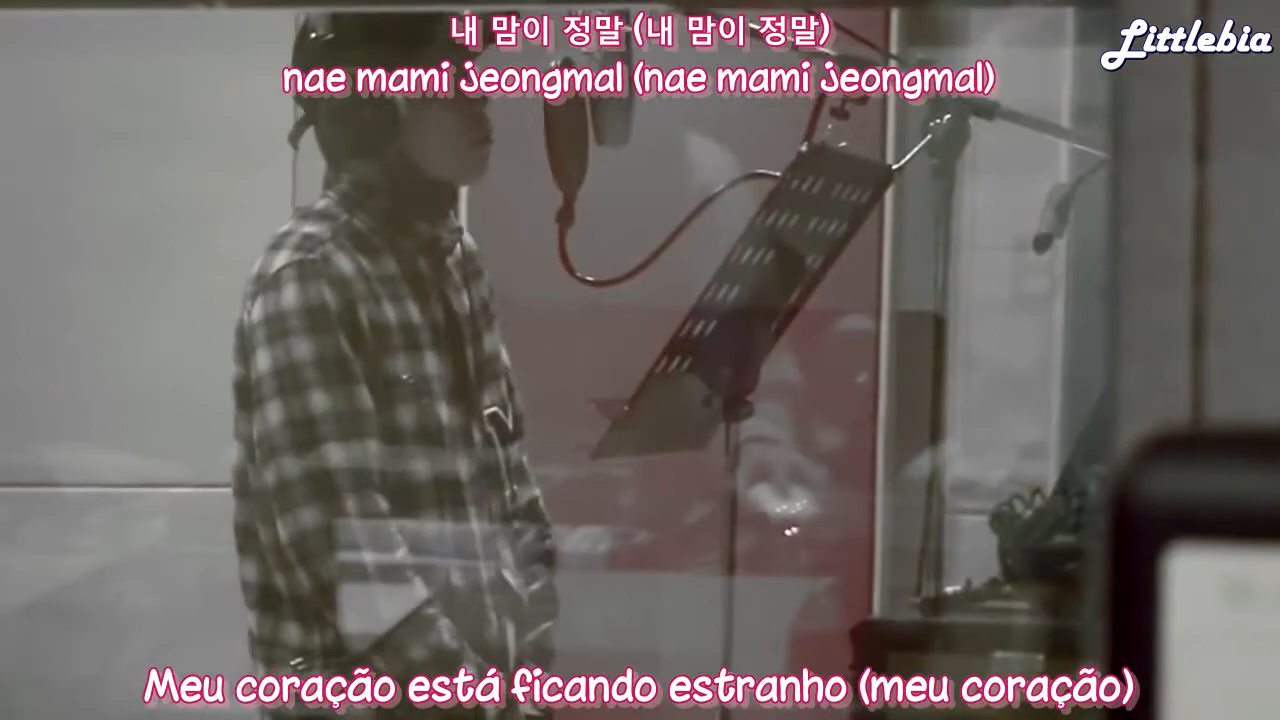 내 맘이 정말 (내 맘이 정말)
Littlebia
nae mami jeongmal (nae mami jeongmal)
Meu coração está ficando estranho (meu coração)